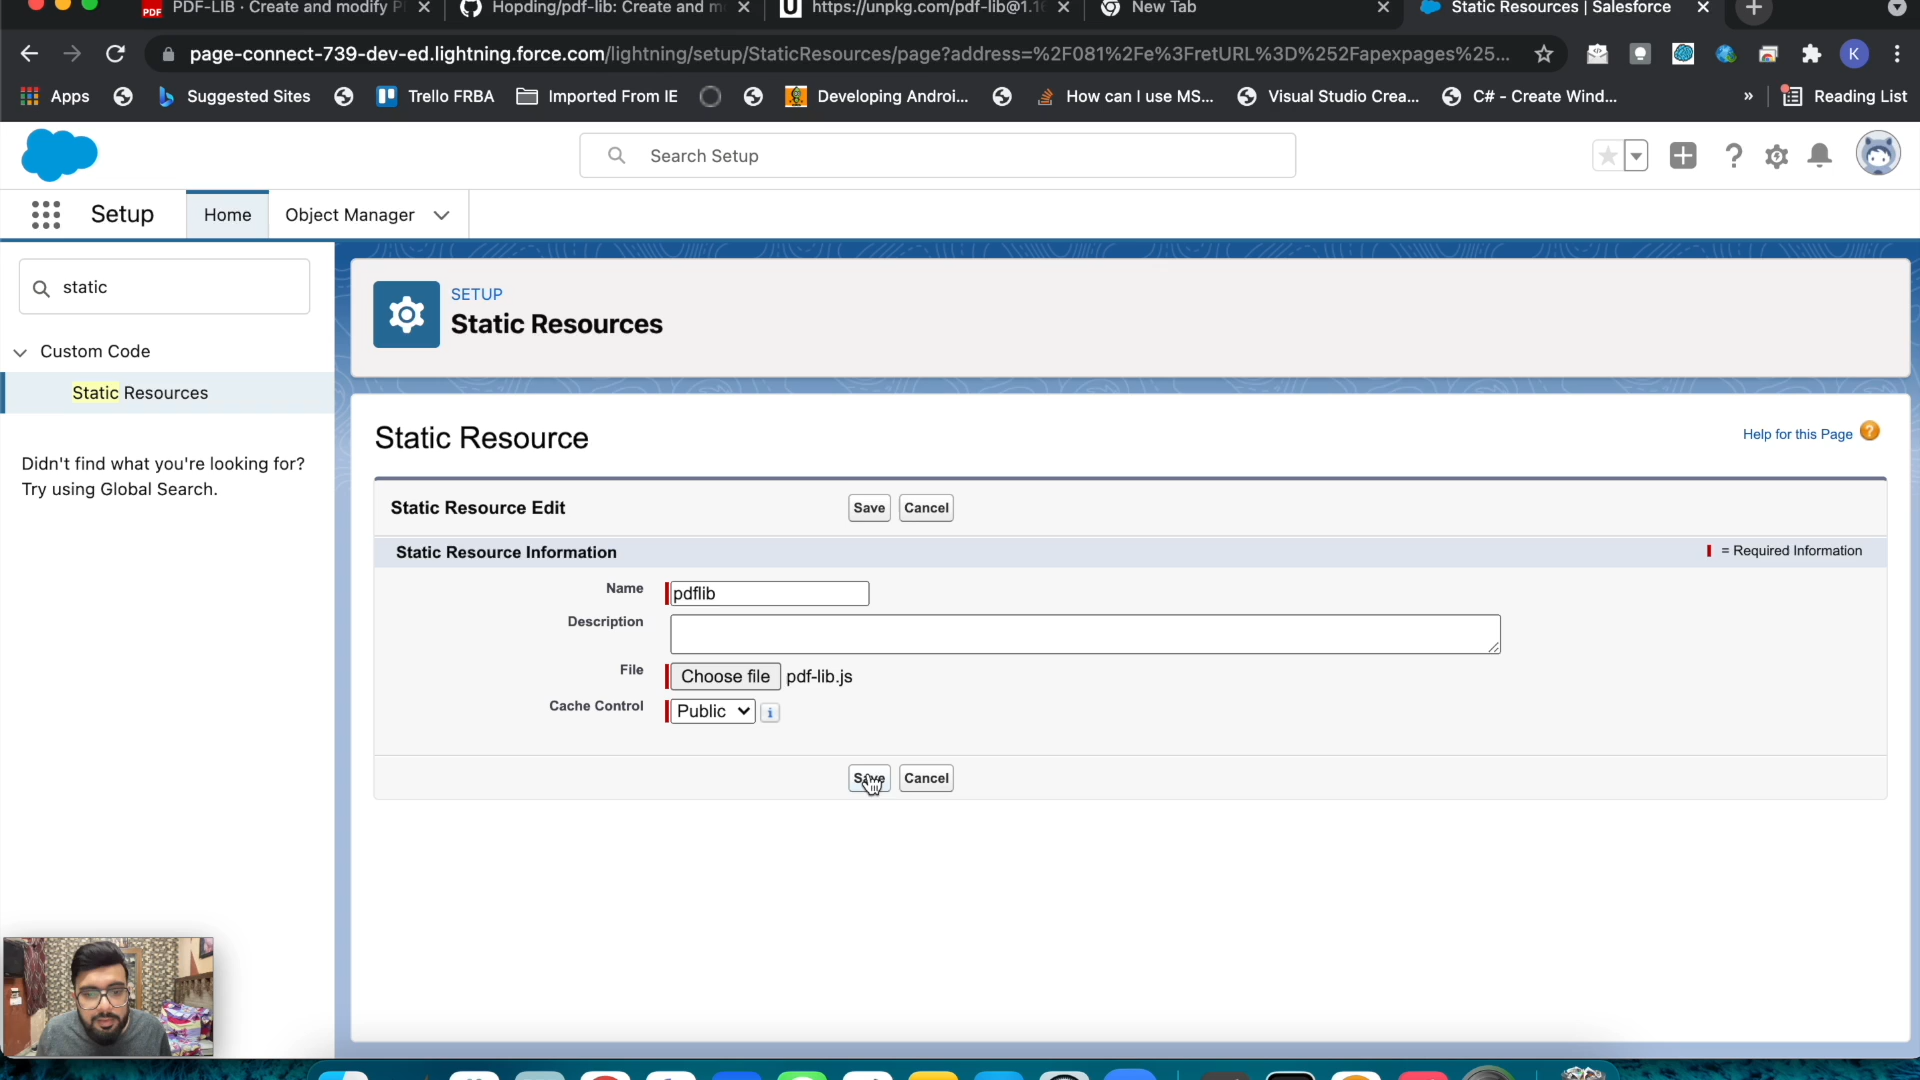 PDF-LIB · Create and modify P
Hopding/pdf-lib: Create and m
https://unpkg.com/pdf-lib@1.1
New Tab
Static Resources | Salesforce
page-connect-739-dev-ed.lightning.force.com/lightning/setup/StaticResources/page?address=%2F081%2Fe%3FretURL%3D%252Fapexpages%25...
K
Apps
Suggested Sites
Trello FRBA
Imported From IE
Developing Androi...
How can I use MS...
Visual Studio Crea...
C# - Create Wind...
»
Reading List
Search Setup
Setup
Home
Object Manager
static
Custom Code
Static Resources
Didn't find what you're looking for?
Try using Global Search.
SETUP
Static Resources
Static Resource
Help for this Page
Static Resource Edit
Save
Cancel
Static Resource Information
= Required Information
Name
pdflib
Description
File
Choose file
pdf-lib.js
Cache Control
Public
Save
Cancel